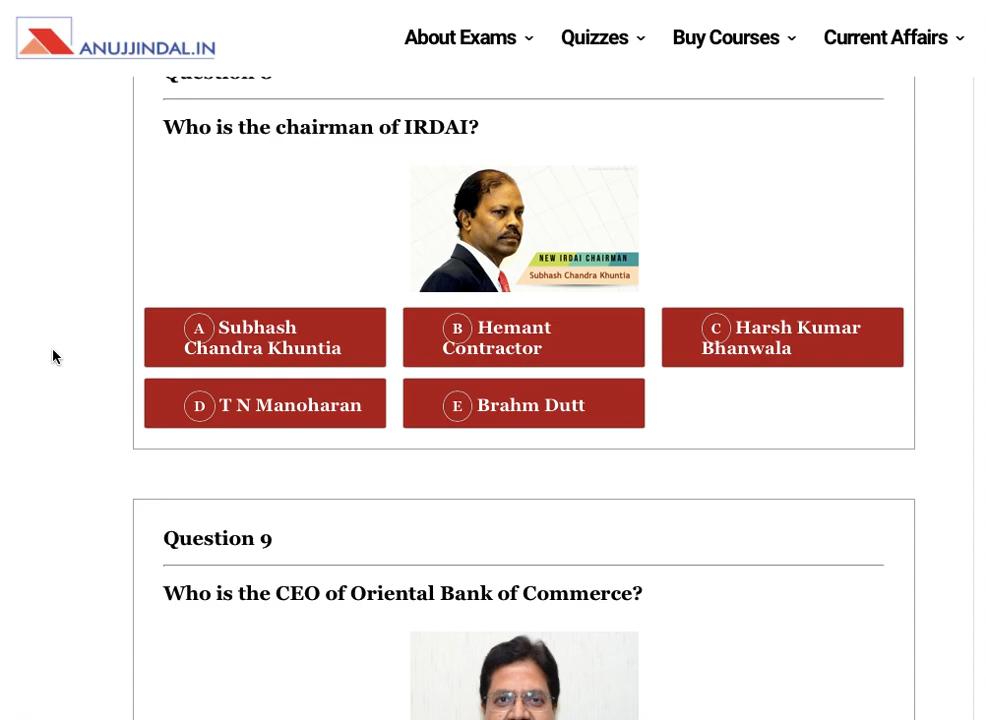 ANUJJINDAL.IN
About Exams
Quizzes
Buy Courses
Current Affairs
Who is the chairman of IRDAI?
NEW IRDAI CHAIRMAN
Subhash Chandra Khuntia
A Subhash
Chandra Khuntia
B Hemant
Contractor
C Harsh Kumar
Bhanwala
D T N Manoharan
E Brahm Dutt
Question 9
Who is the CEO of Oriental Bank of Commerce?